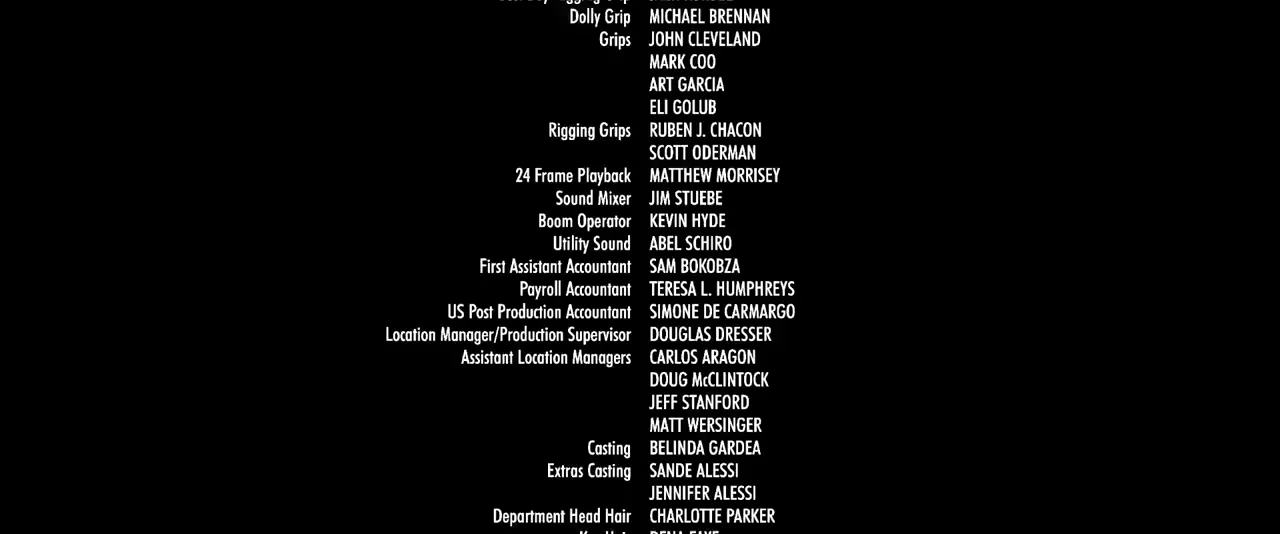 Dolly Grip MICHAEL BRENNAN
Grips JOHN CLEVELAND
MARK COO
ART GARCIA
ELI GOLUB
Rigging Grips RUBEN J. CHACON
SCOTT ODERMAN
24 Frame Playback MATTHEW MORRISEY
Sound Mixer JIM STUEBE
Boom Operator KEVIN HYDE
Utility Sound ABEL SCHIRO
First Assistant Accountant SAM BOKOBZA
Payroll Accountant TERESA L. HUMPHREYS
US Post Production Accountant SIMONE DE CARMARGO
Location Manager/Production Supervisor DOUGLAS DRESSER
Assistant Location Managers CARLOS ARAGON
DOUG McCLINTOCK
JEFF STANFORD
MATT WERSINGER
Casting BELINDA GARDEA
Extras Casting SANDE ALESSI
JENNIFER ALESSI
Department Head Hair CHARLOTTE PARKER